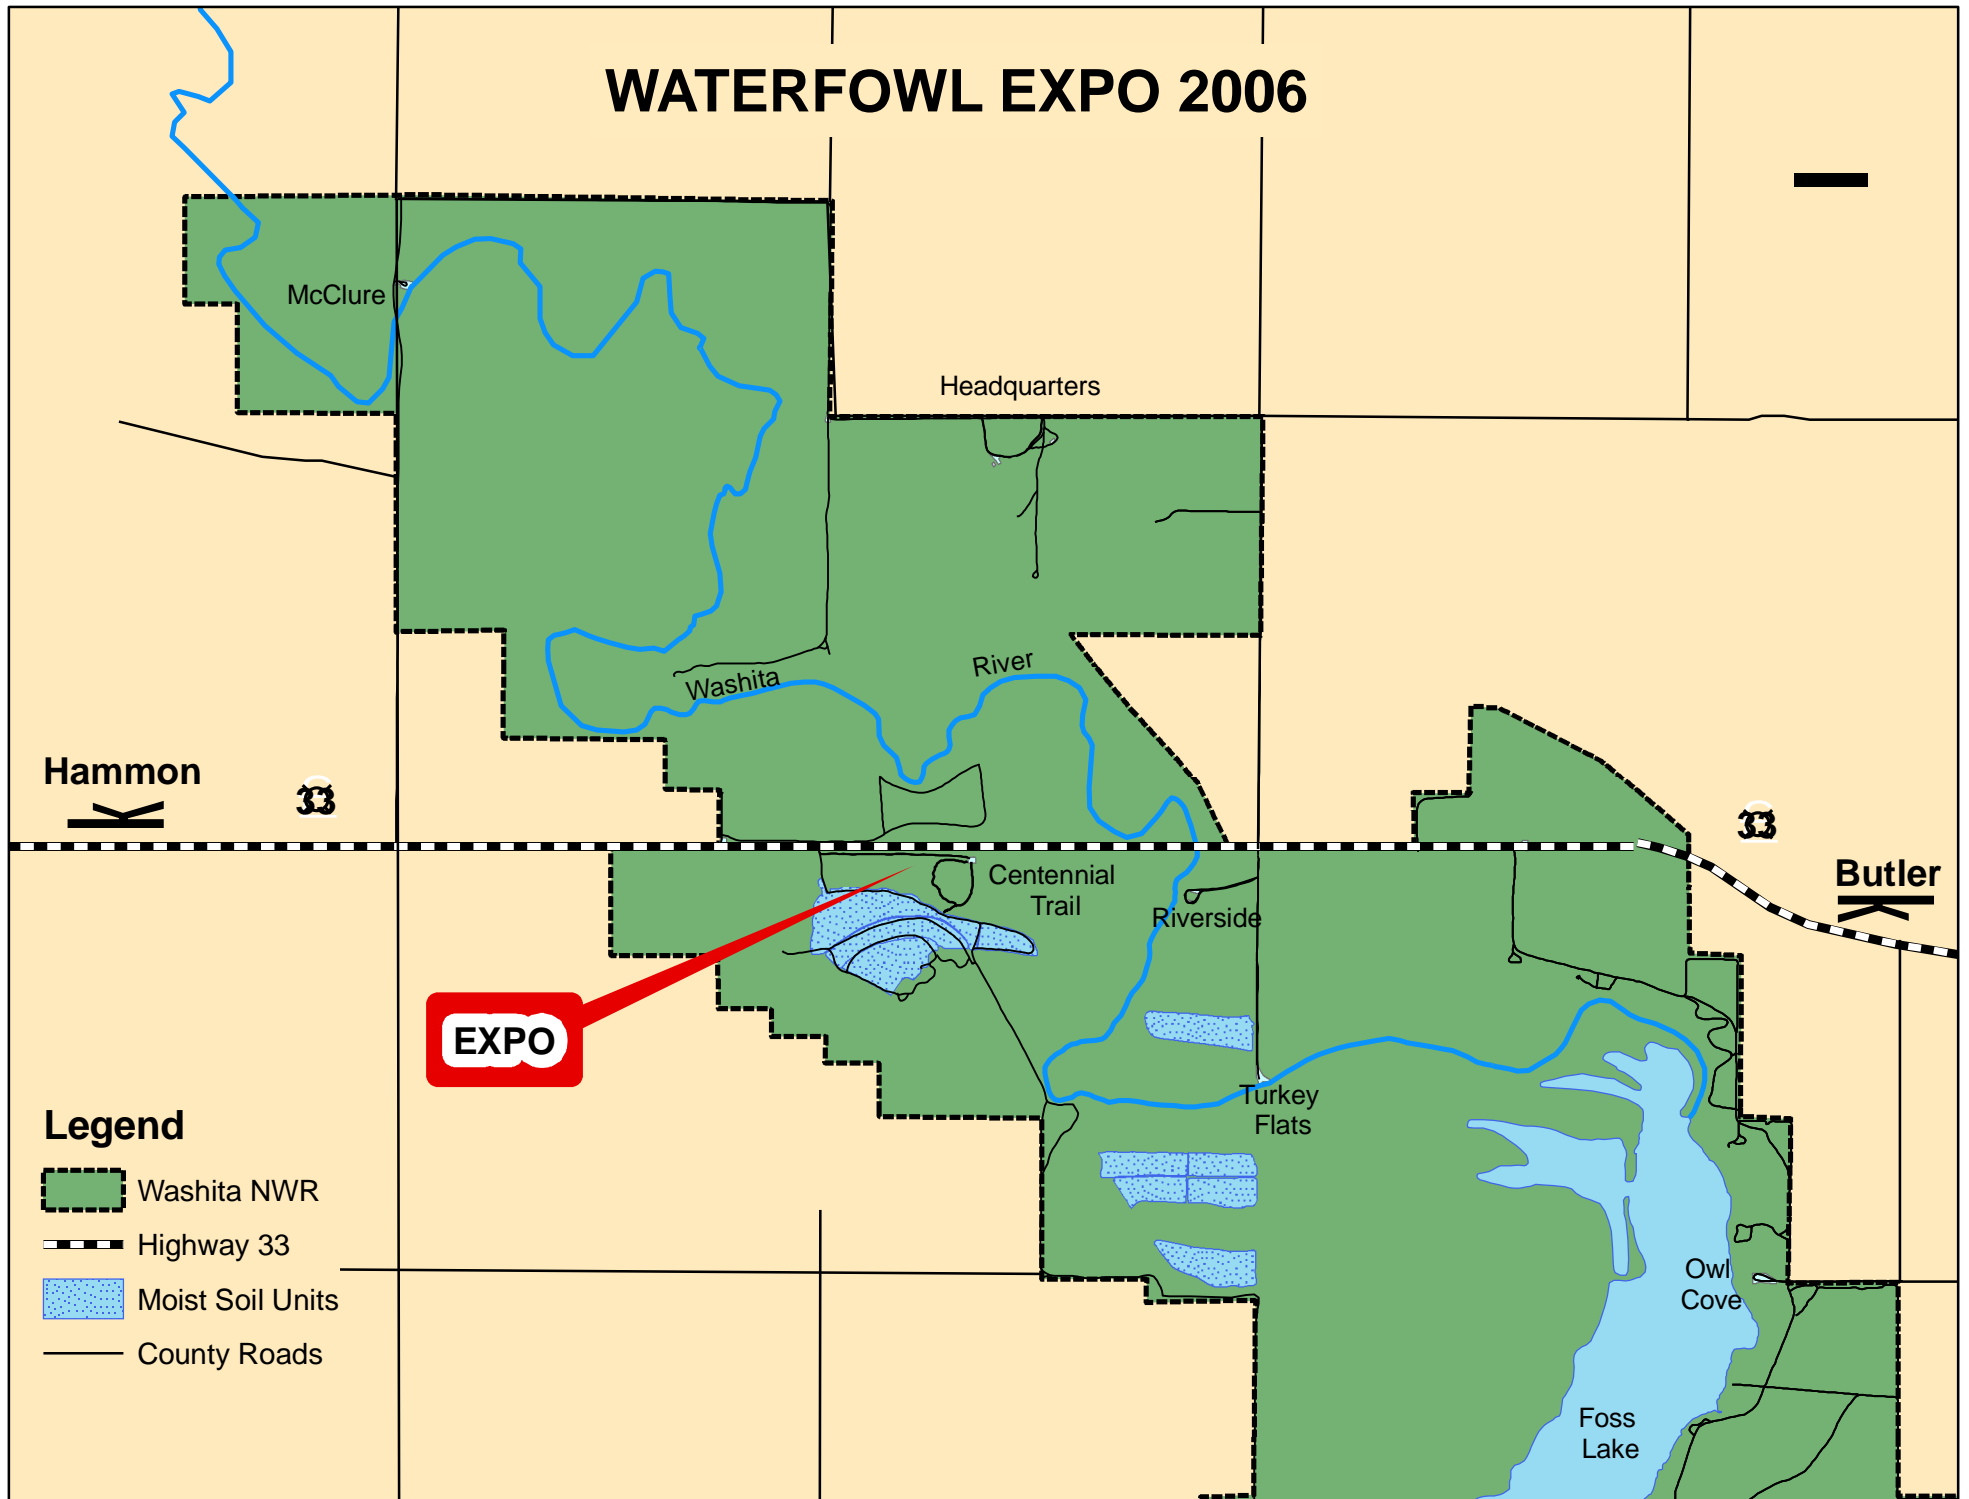 WATERFOWL EXPO 2006
McClure
Headquarters
Washita
River
Hammon
33
33
Butler
Centennial
Trail
Riverside
EXPO
Turkey
Flats
Legend
Washita NWR
Highway 33
Moist Soil Units
County Roads
Owl
Cove
Foss
Lake